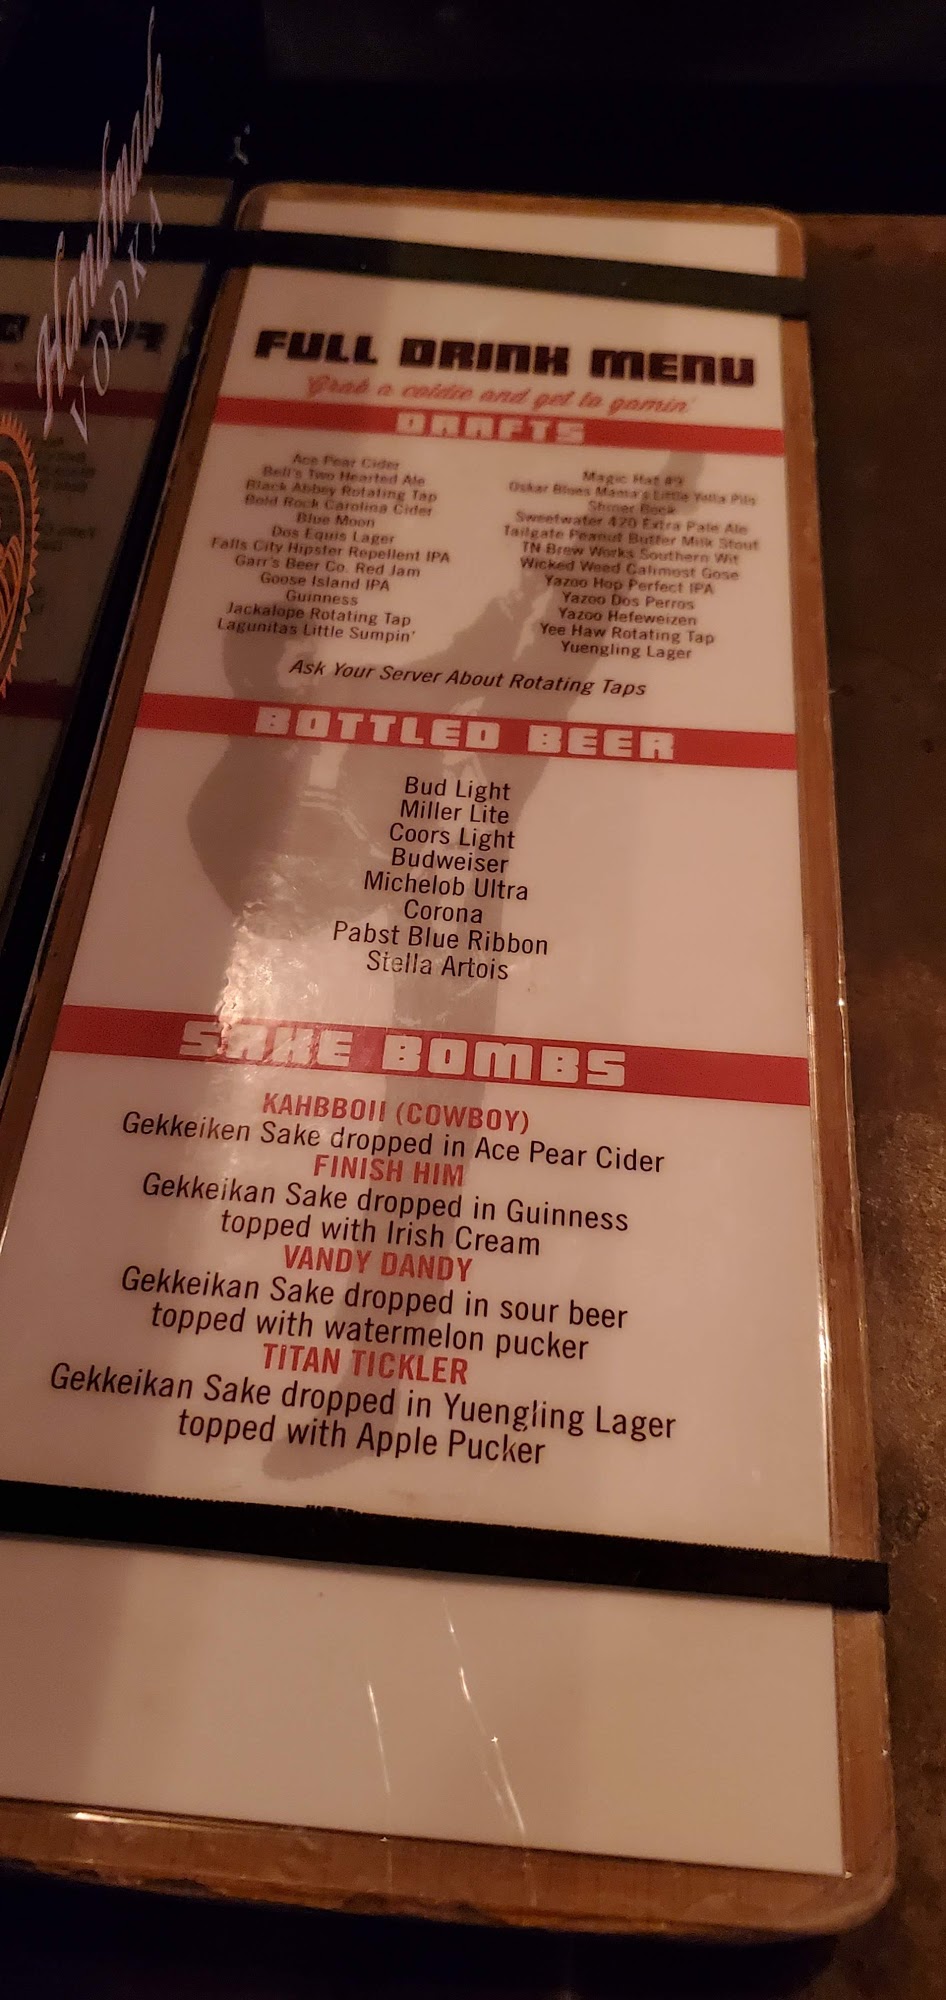 Handmade
VODKA
FULL DRINK MENU
Grab a coldie and get to gamin'
DRAFTS
Ace Pear Cider
Bell's Two Hearted Ale
Black Abbey Rotating Tap
Bold Rock Carolina Cider
Blue Moon
Dos Equis Lager
Falls City Hipster Repellent IPA
Garr's Beer Co. Red Jam
Goose Island IPA
Guinness
Jackalope Rotating Tap
Lagunitas Little Sumpin'
Magic Hat #9
Oskar Blues Mama's Little Yella Pils
Shiner Bock
Sweetwater 420 Extra Pale Ale
Tailgate Peanut Butter Milk Stout
TN Brew Works Southern Wit
Wicked Weed Gose
Yazoo Hop Perfect IPA
Yazoo Dos Perros
Yazoo Hefeweizen
Yee Haw Rotating Tap
Yuengling Lager
Ask Your Server About Rotating Taps
BOTTLED BEER
Bud Light
Miller Lite
Coors Light
Budweiser
Michelob Ultra
Corona
Pabst Blue Ribbon
Stella Artois
SAKE BOMBS
KAHBBOII (COWBOY)
Gekkeiken Sake dropped in Ace Pear Cider
FINISH HIM
Gekkeikan Sake dropped in Guinness
topped with Irish Cream
VANDY DANDY
Gekkeikan Sake dropped in sour beer
topped with watermelon pucker
TITAN TICKLER
Gekkeikan Sake dropped in Yuengling Lager
topped with Apple Pucker